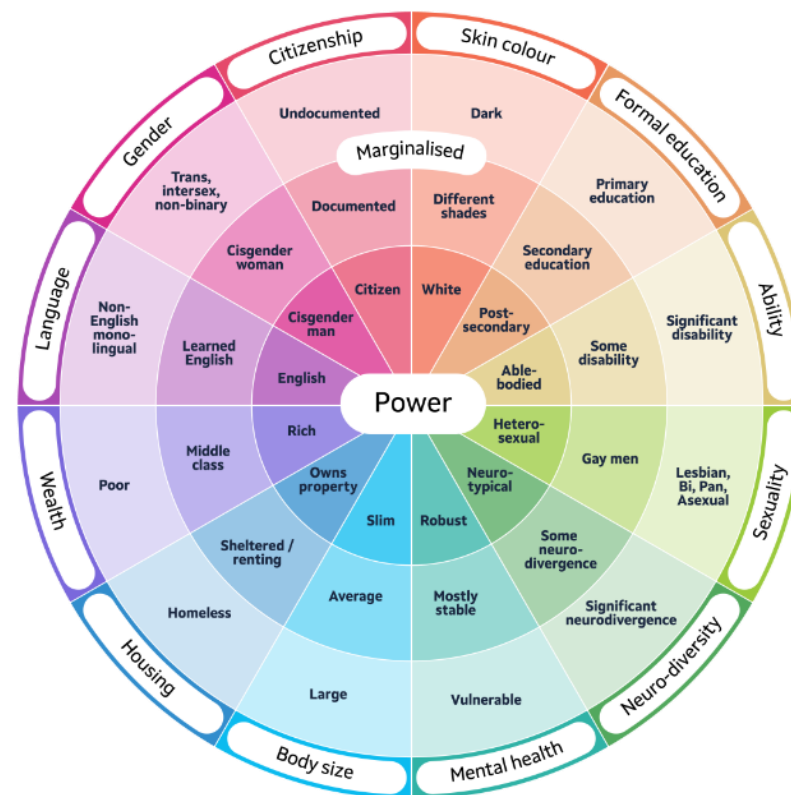 Citizenship
Skin colour
Formal education
Ability
Sexuality
Neuro-diversity
Mental health
Body size
Housing
Wealth
Language
Gender
Marginalised
Power
Undocumented
Documented
Citizen
Dark
Different
shades
White
Primary
education
Secondary
education
Post-
secondary
Significant
disability
Some
disability
Able-
bodied
Lesbian,
Bi, Pan,
Asexual
Gay men
Hetero-
sexual
Significant
neurodivergence
Some
neuro-
divergence
Neuro-
typical
Vulnerable
Mostly
stable
Robust
Large
Average
Slim
Homeless
Sheltered /
renting
Owns
property
Poor
Middle
class
Rich
Non-
English
mono-
lingual
Learned
English
English
Trans,
intersex,
non-binary
Cisgender
woman
Cisgender
man